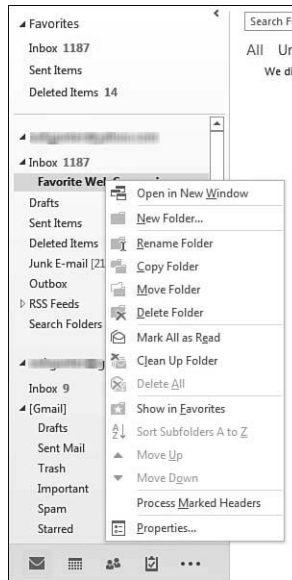 Favorites
Inbox 1187
Sent Items
Deleted Items 14
Inbox 1187
Favorite Web
Drafts
Sent Items
Deleted Items
Junk E-mail [21
Outbox
RSS Feeds
Search Folders
Inbox 9
[Gmail]
Drafts
Sent Mail
Trash
Important
Spam
Starred
Open in New Window
New Folder...
Rename Folder
Copy Folder
Move Folder
Delete Folder
Mark All as Read
Clean Up Folder
Delete All
Show in Favorites
Sort Subfolders A to Z
Move Up
Move Down
Process Marked Headers
Properties...
Search F
All Un
We di